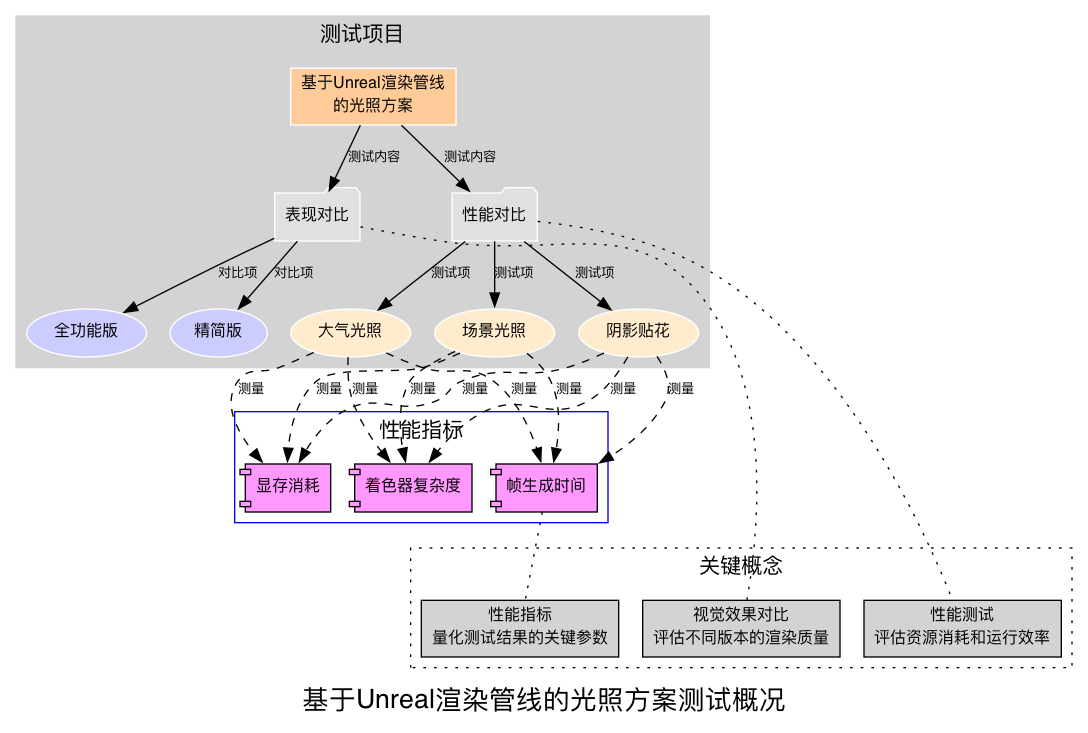 测试项目
基于Unreal渲染管线
的光照方案
测试内容
测试内容
表现对比
性能对比
对比项
对比项
测试项
测试项
测试项
全功能版
精简版
大气光照
场景光照
阴影贴花
测量
测量
测量
测量
测量
测量
测量
测量
测量
性能指标
显存消耗
着色器复杂度
帧生成时间
关键概念
性能指标
量化测试结果的关键参数
视觉效果对比
评估不同版本的渲染质量
性能测试
评估资源消耗和运行效率
基于Unreal渲染管线的光照方案测试概况